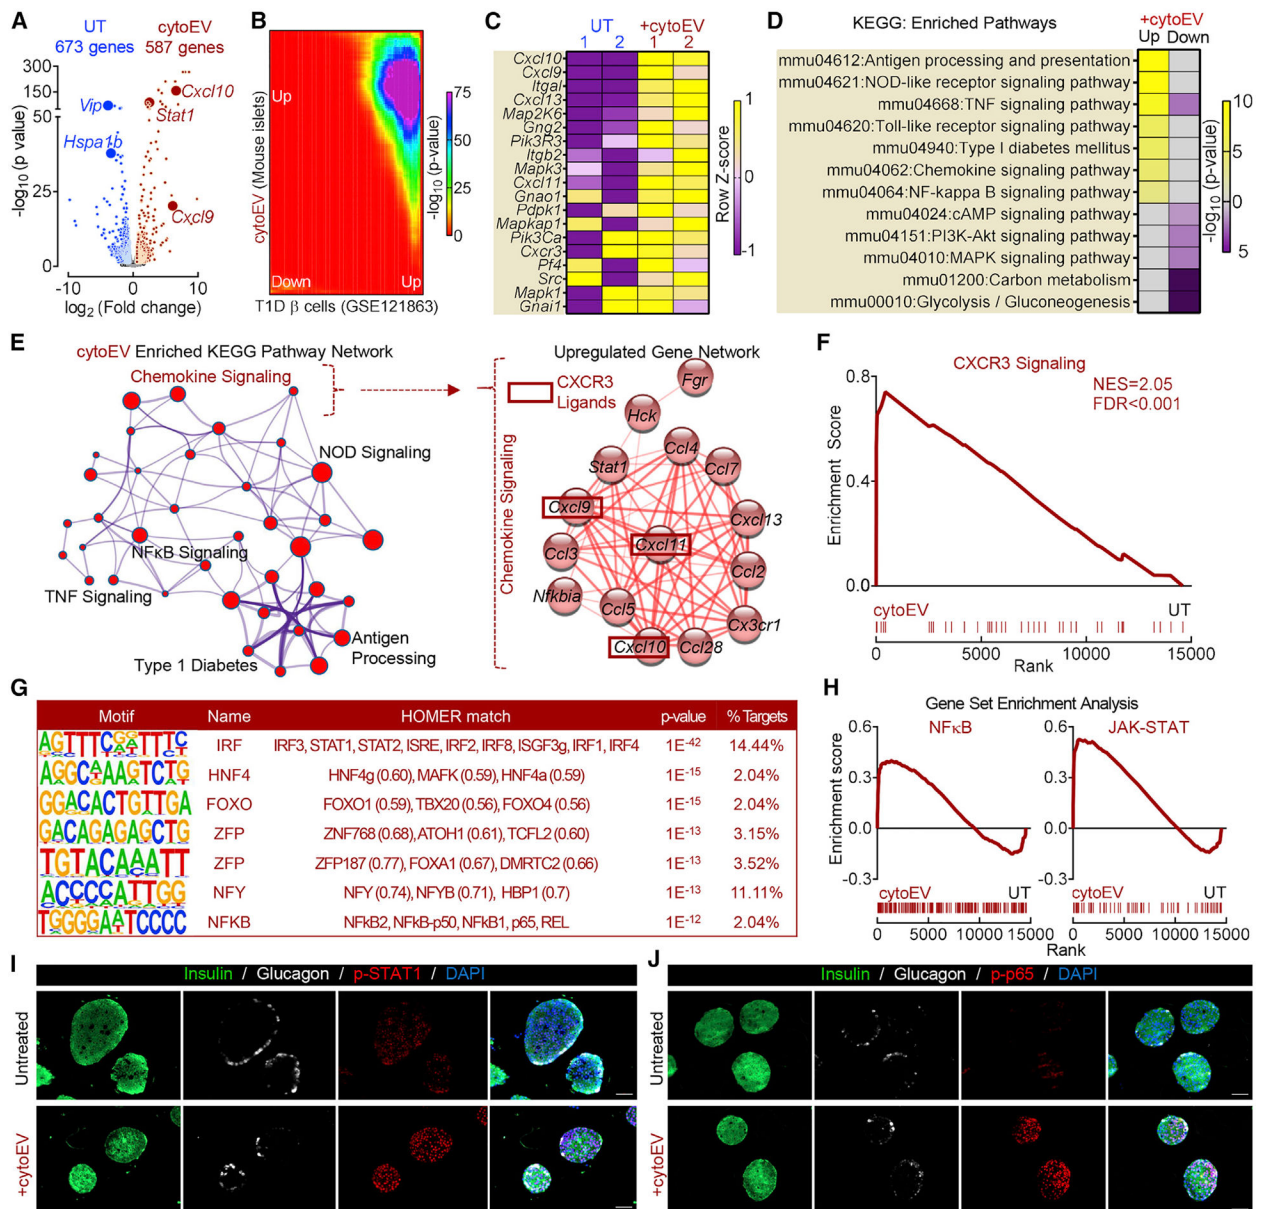 A
UT
673 genes
cytoEV
587 genes
-log10 (p value)
300
150
50
25
0
Vip
Hspa1b
Cxcl10
Stat1
Cxcl9
-10 0 10
log2 (Fold change)
B
cytoEV (Mouse islets)
Up
Down Up
T1D β cells (GSE121863)
75
50
25
0
-log10 (p-value)
C
UT +cytoEV
1 2 1 2
Cxcl10
Cxcl9
Itgal
Cxcl13
Map2K6
Gng2
Pik3R3
Itgb2
Mapk3
Cxcl11
Gnao1
Pdpk1
Mapkap1
Pik3Ca
Cxcr3
Pf4
Src
Mapk1
Gnai1
1
0
-1
Row Z-score
D
KEGG: Enriched Pathways
+cytoEV
Up Down
mmu04612:Antigen processing and presentation
mmu04621:NOD-like receptor signaling pathway
mmu04668:TNF signaling pathway
mmu04620:Toll-like receptor signaling pathway
mmu04940:Type I diabetes mellitus
mmu04062:Chemokine signaling pathway
mmu04064:NF-kappa B signaling pathway
mmu04024:cAMP signaling pathway
mmu04151:PI3K-Akt signaling pathway
mmu04010:MAPK signaling pathway
mmu01200:Carbon metabolism
mmu00010:Glycolysis / Gluconeogenesis
10
5
0
5
-log10 (p-value)
E
cytoEV Enriched KEGG Pathway Network
Chemokine Signaling
NOD Signaling
NFκB Signaling
TNF Signaling
Antigen
Processing
Type 1 Diabetes
Upregulated Gene Network
CXCR3
Ligands
Chemokine Signaling
Fgr
Hck
Ccl4
Stat1
Ccl7
Cxcl9
Cxcl13
Cxcl11
Ccl3
Ccl2
Nfkbia
Ccl5
Cx3cr1
Cxcl10
Ccl28
F
CXCR3 Signaling
NES=2.05
FDR<0.001
Enrichment Score
0.8
0.4
0.0
cytoEV UT
0 5000 10000 15000
Rank
G
Motif Name HOMER match p-value % Targets
AGTTTCGGTTTC IRF IRF3, STAT1, STAT2, ISRE, IRF2, IRF8, ISGF3g, IRF1, IRF4 1E-42 14.44%
AGGCAAAGTCTG HNF4 HNF4g (0.60), MAFK (0.59), HNF4a (0.59) 1E-15 2.04%
GGACACTGTTGA FOXO FOXO1 (0.59), TBX20 (0.56), FOXO4 (0.56) 1E-15 2.04%
GACAGAGAGCTG ZFP ZNF768 (0.68), ATOH1 (0.61), TCFL2 (0.60) 1E-13 3.15%
TGTACAAATT ZFP ZFP187 (0.77), FOXA1 (0.67), DMRTC2 (0.66) 1E-13 3.52%
ACCCCATTGG NFY NFY (0.74), NFYB (0.71), HBP1 (0.7) 1E-13 11.11%
TGGGGAATCCCC NFKB NFkB2, NFkB-p50, NFkB1, p65, REL 1E-12 2.04%
H
Gene Set Enrichment Analysis
NFκB JAK-STAT
Enrichment score
0.6 0.6
0.3 0.3
0.0 0.0
-0.3 -0.3
cytoEV UT cytoEV UT
0 5000 10000 15000 0 5000 10000 15000
Rank
I
Insulin / Glucagon / p-STAT1 / DAPI
Untreated
+cytoEV
J
Insulin / Glucagon / p-p65 / DAPI
Untreated
+cytoEV